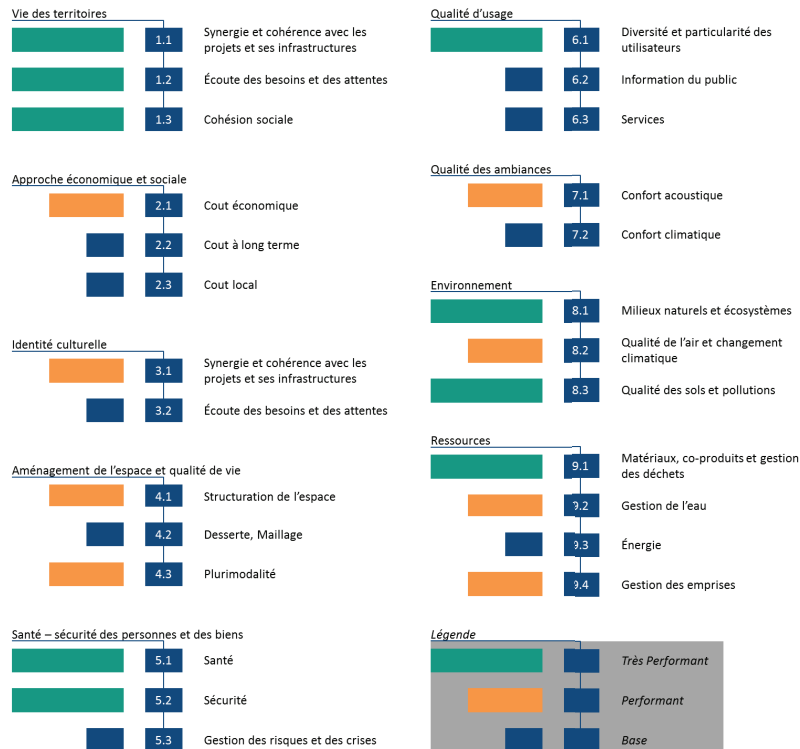 Vie des territoires
1.1 Synergie et cohérence avec les
projets et ses infrastructures
1.2 Écoute des besoins et des attentes
1.3 Cohésion sociale
Approche économique et sociale
2.1 Cout économique
2.2 Cout à long terme
2.3 Cout local
Identité culturelle
3.1 Synergie et cohérence avec les
projets et ses infrastructures
3.2 Écoute des besoins et des attentes
Aménagement de l'espace et qualité de vie
4.1 Structuration de l'espace
4.2 Desserte, Maillage
4.3 Plurimodalité
Santé – sécurité des personnes et des biens
5.1 Santé
5.2 Sécurité
5.3 Gestion des risques et des crises
Qualité d'usage
6.1 Diversité et particularité des
utilisateurs
6.2 Information du public
6.3 Services
Qualité des ambiances
7.1 Confort acoustique
7.2 Confort climatique
Environnement
8.1 Milieux naturels et écosystèmes
8.2 Qualité de l'air et changement
climatique
8.3 Qualité des sols et pollutions
Ressources
9.1 Matériaux, co-produits et gestion
des déchets
9.2 Gestion de l'eau
9.3 Énergie
9.4 Gestion des emprises
Légende
Très Performant
Performant
Base